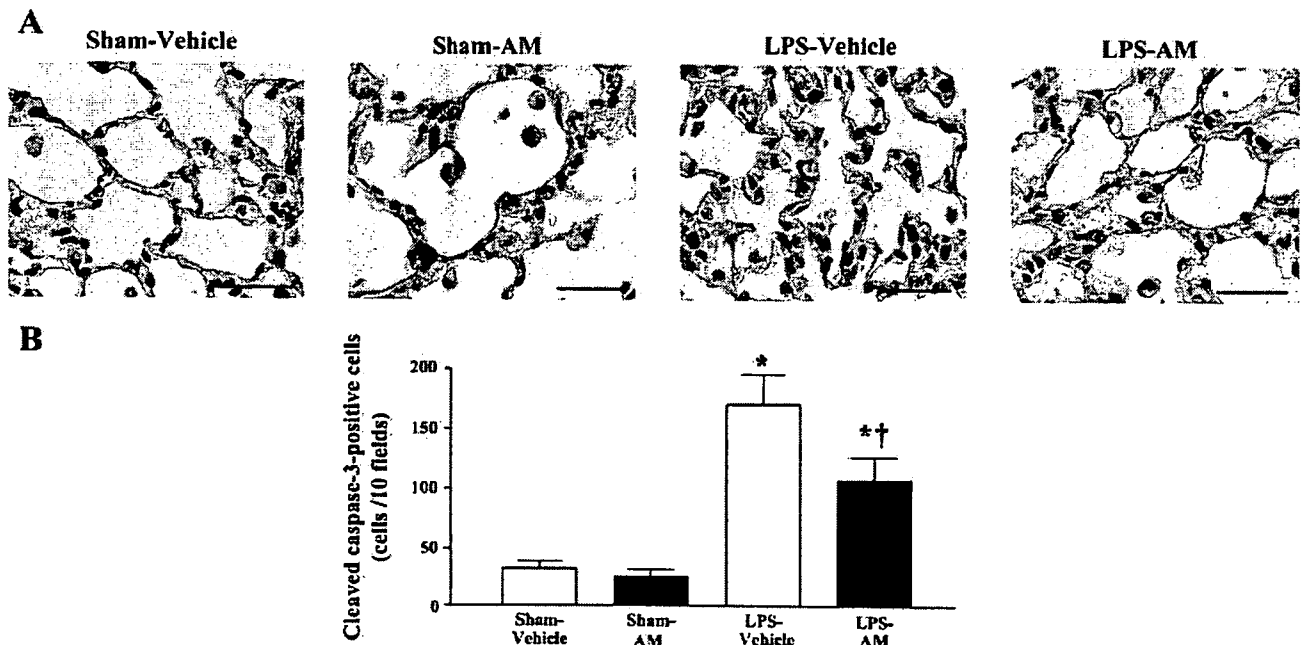 A
Sham-Vehicle
Sham-AM
LPS-Vehicle
LPS-AM
B
Cleaved caspase-3-positive cells
(cells /10 fields)
200
150
100
50
0
*
*†
Sham-
Vehicle
Sham-
AM
LPS-
Vehicle
LPS-
AM